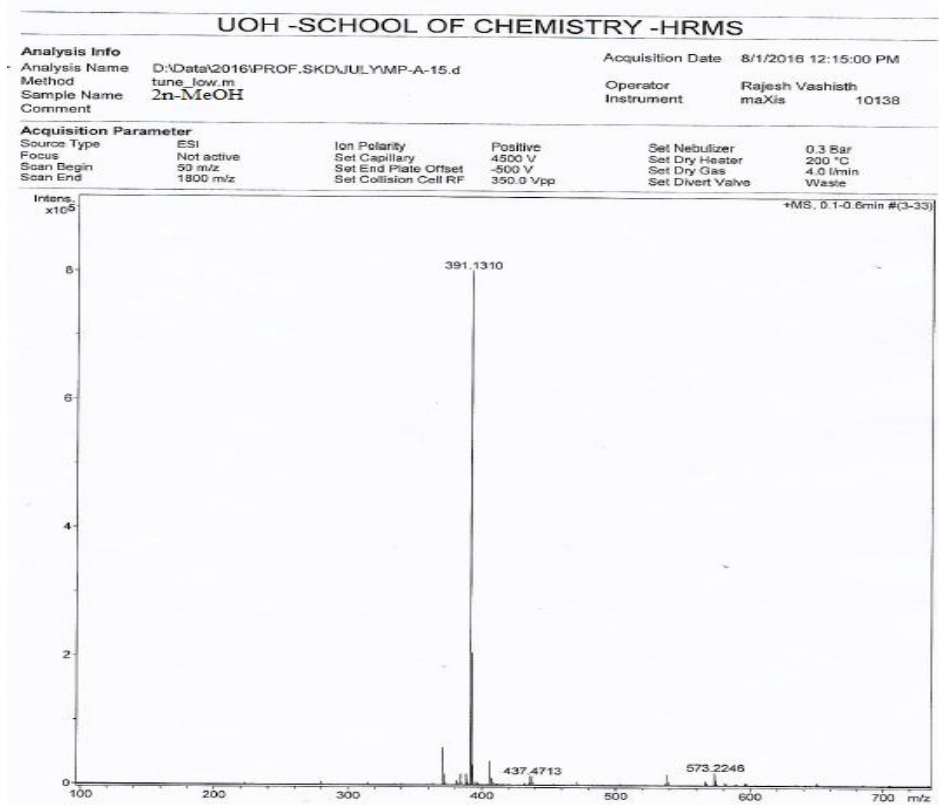 UOH -SCHOOL OF CHEMISTRY -HRMS
Analysis Info
Analysis Name D:\Data\2016\PROF.SKD\JULY\MP-A-15.d
Method tune_low.m
Sample Name 2n-MeOH
Comment
Acquisition Date 8/1/2016 12:15:00 PM
Operator Rajesh Vashisth
Instrument maXis 10138
Acquisition Parameter
Source Type ESI Ion Polarity Positive Set Nebulizer 0.3 Bar
Focus Not active Set Capillary 4500 V Set Dry Heater 200 °C
Scan Begin 50 m/z Set End Plate Offset -500 V Set Dry Gas 4.0 l/min
Scan End 1800 m/z Set Collision Cell RF 350.0 Vpp Set Divert Valve Waste
Intens.
x10⁵
+MS, 0.1-0.6min #(3-33)
391.1310
8
6
4
2
437.4713
573.2246
0
100 200 300 400 500 600 700 m/z